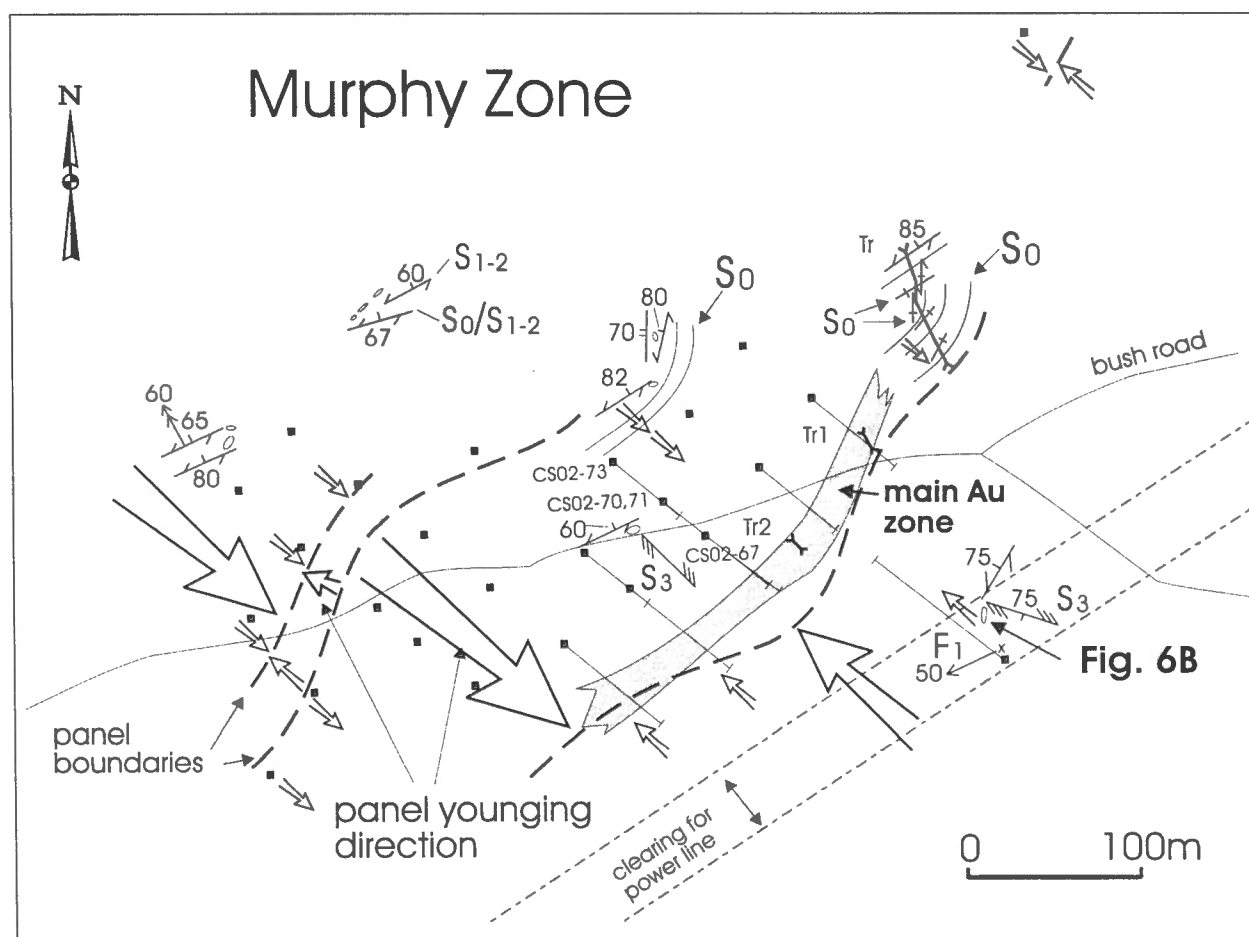 Murphy Zone
N
85
Tr
S0
60
S1-2
S0
80
70
S0
S0/S1-2
67
bush road
82
60
65
80
Tr1
CS02-73
main Au
zone
CS02-70,71
60
Tr2
CS02-67
S3
75
75
S3
F1
50
Fig. 6B
panel
boundaries
panel younging
direction
clearing for
power line
0
100m